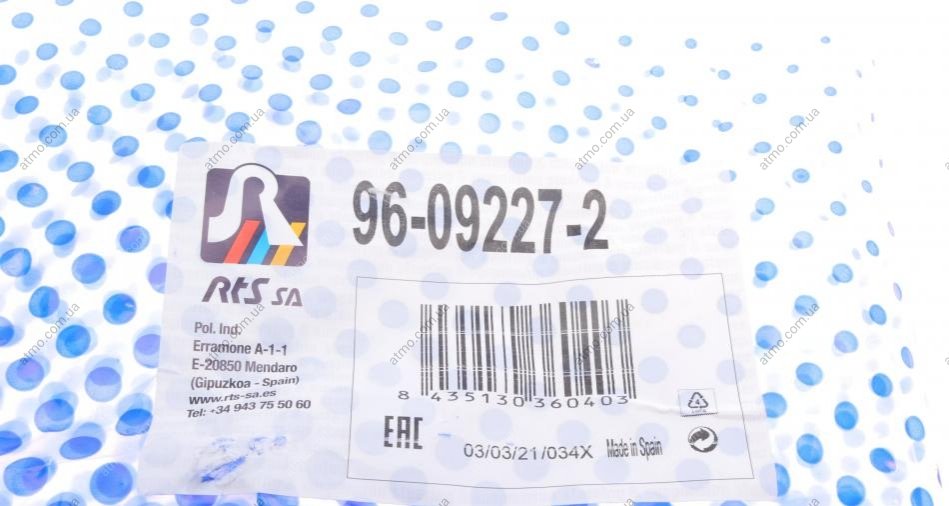 96-09227-2
RTS SA
Pol. Ind.
Erramone A-1-1
E-20850 Mendaro
(Gipuzkoa - Spain)
www.rts-sa.es
Tel: +34 943 75 50 60
8 435130 360403
EAC
03/03/21/034X Made in Spain
atmo.com.ua